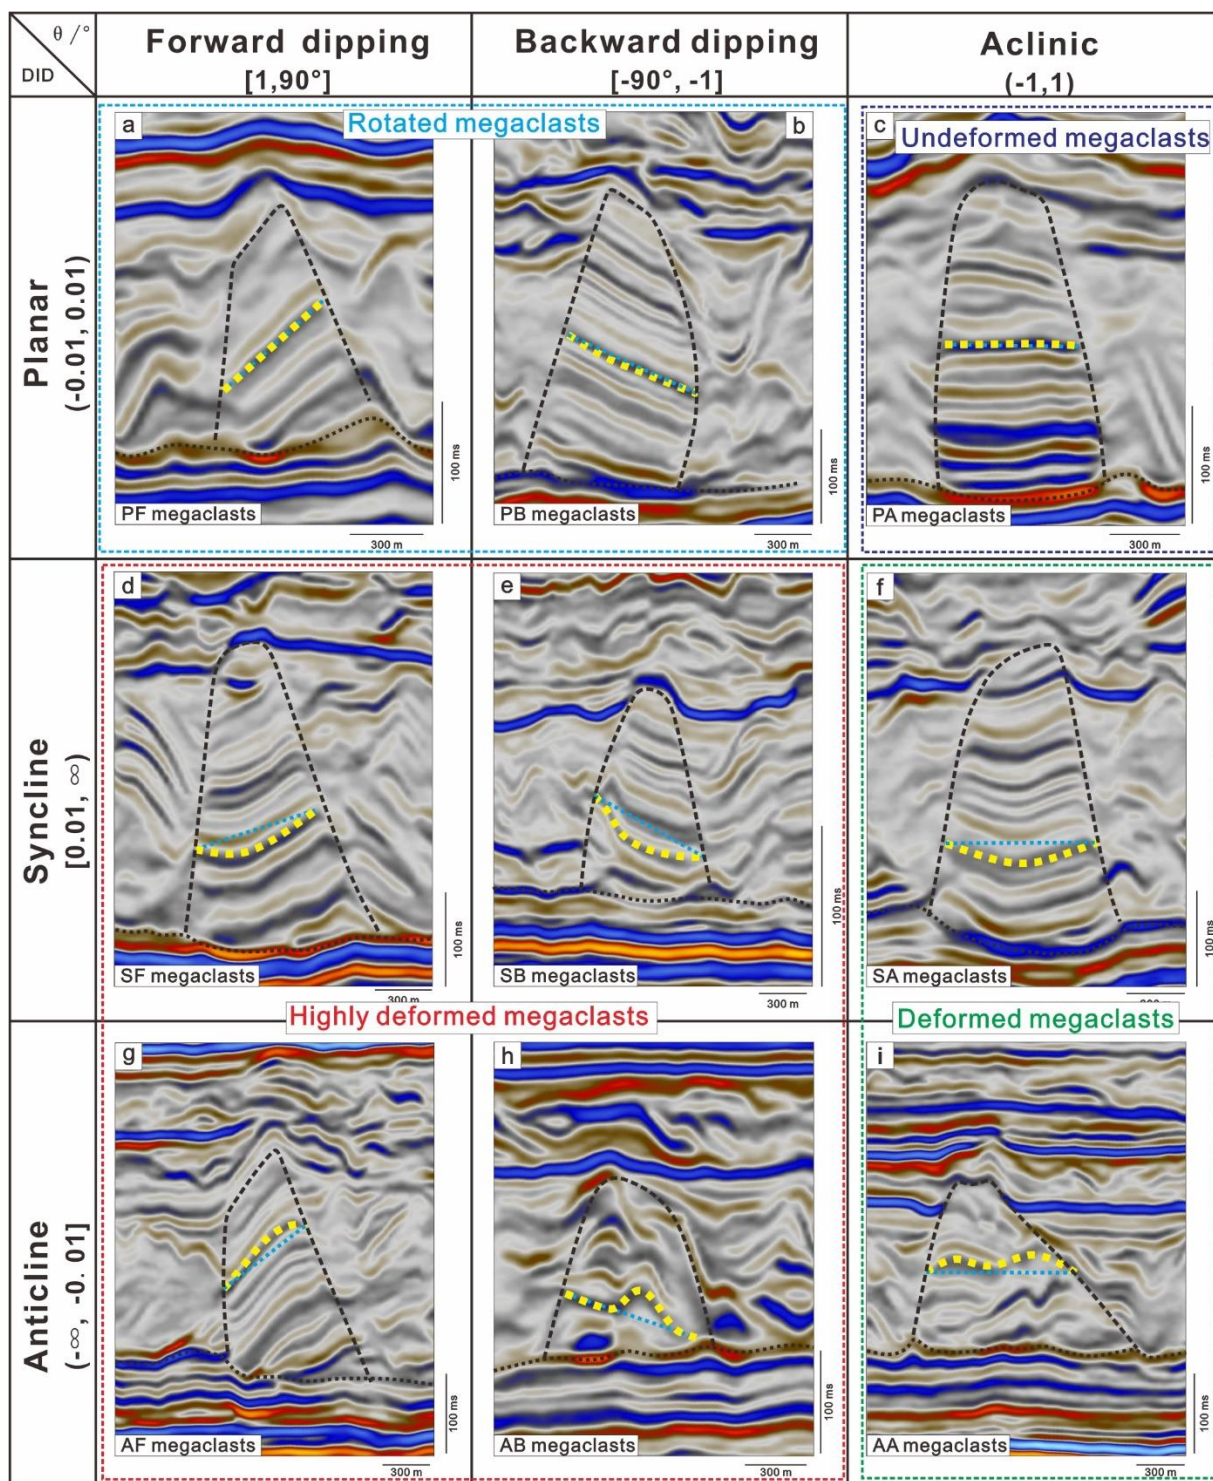 θ /°
DID
Forward dipping
[1,90°]
Backward dipping
[-90°, -1]
Aclinic
(-1,1)
Planar
(-0.01, 0.01)
a
Rotated megaclasts
b
c
Undeformed megaclasts
100 ms
100 ms
100 ms
PF megaclasts
PB megaclasts
PA megaclasts
300 m
300 m
300 m
Syncline
[0.01, ∞)
d
e
f
100 ms
100 ms
100 ms
SF megaclasts
SB megaclasts
SA megaclasts
300 m
300 m
300 m
Highly deformed megaclasts
Deformed megaclasts
Anticline
(-∞, -0. 01]
g
h
i
100 ms
100 ms
100 ms
AF megaclasts
AB megaclasts
AA megaclasts
300 m
300 m
300 m